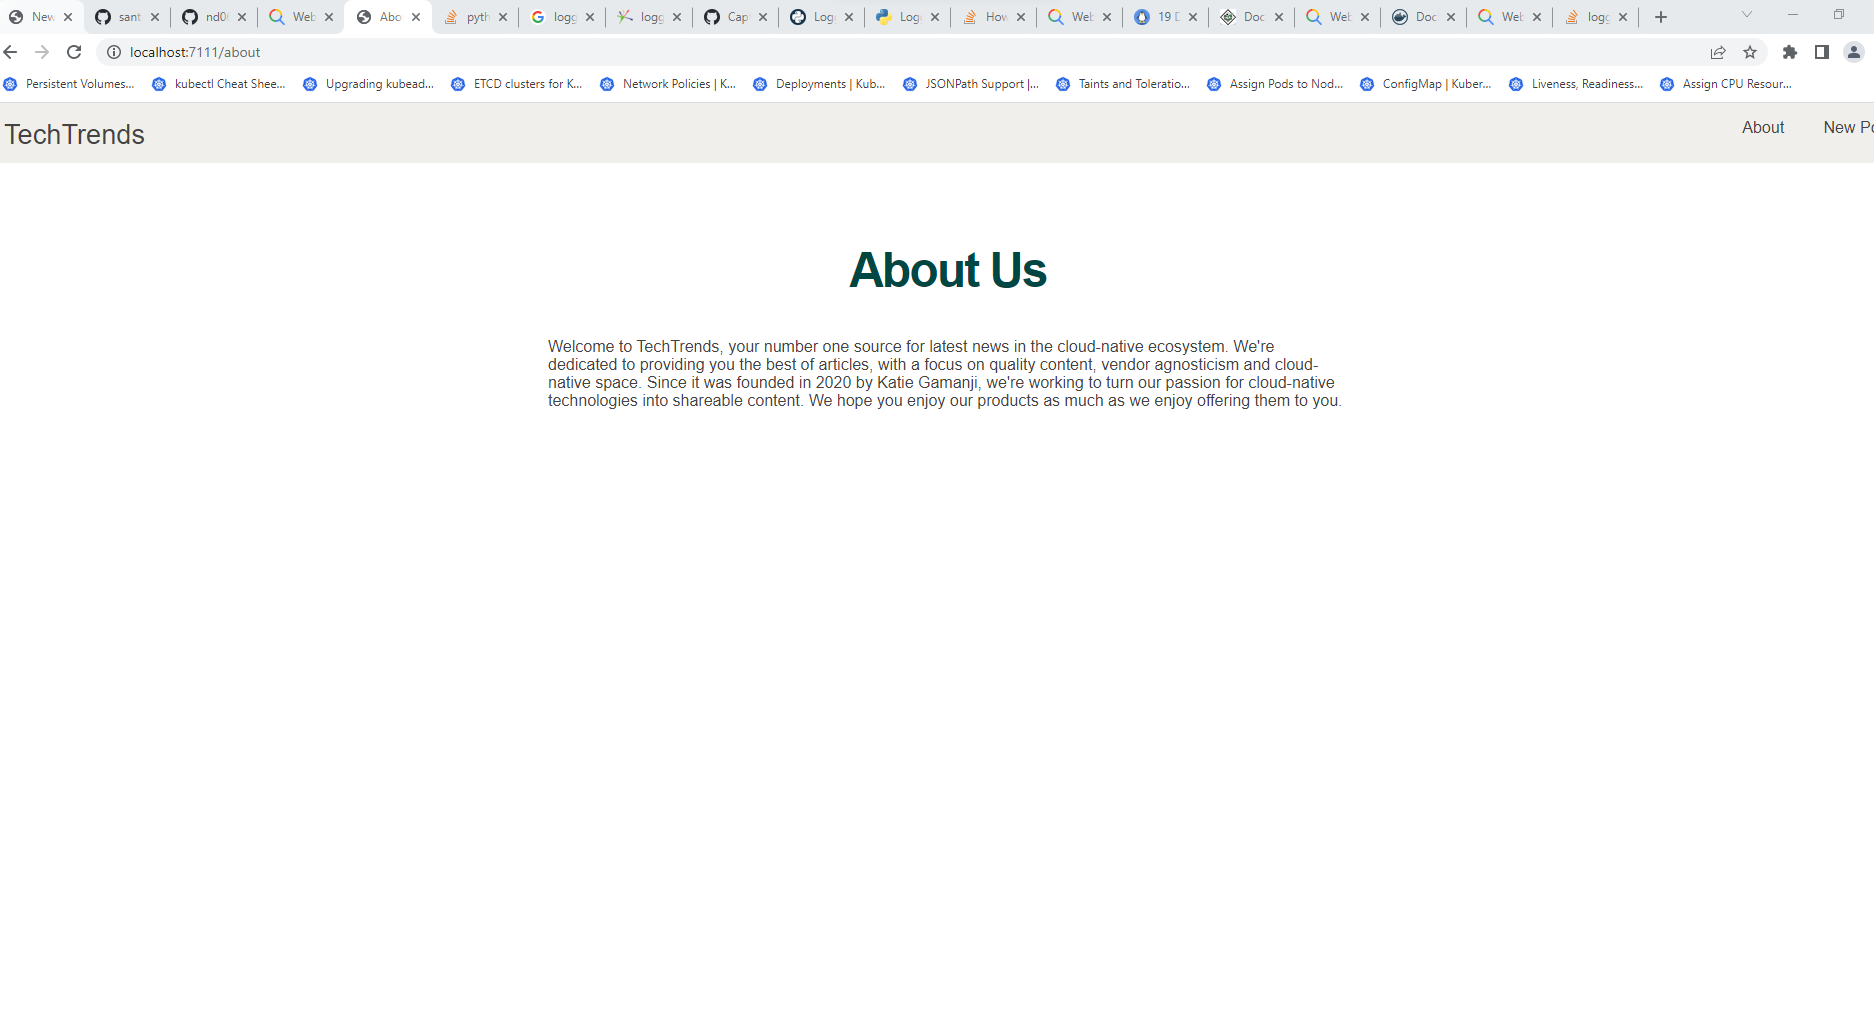 New sant nd0 Web Abo pyth logg logg Cap Log Log How Web 19 Doc Web Doc Web logg
localhost:7111/about
Persistent Volumes... kubectl Cheat Shee... Upgrading kubead... ETCD clusters for K... Network Policies | K... Deployments | Kub... JSONPath Support |... Taints and Toleratio... Assign Pods to Nod... ConfigMap | Kuber... Liveness, Readiness... Assign CPU Resour...
TechTrends About New Po
About Us
Welcome to TechTrends, your number one source for latest news in the cloud-native ecosystem. We're
dedicated to providing you the best of articles, with a focus on quality content, vendor agnosticism and cloud-
native space. Since it was founded in 2020 by Katie Gamanji, we're working to turn our passion for cloud-native
technologies into shareable content. We hope you enjoy our products as much as we enjoy offering them to you.